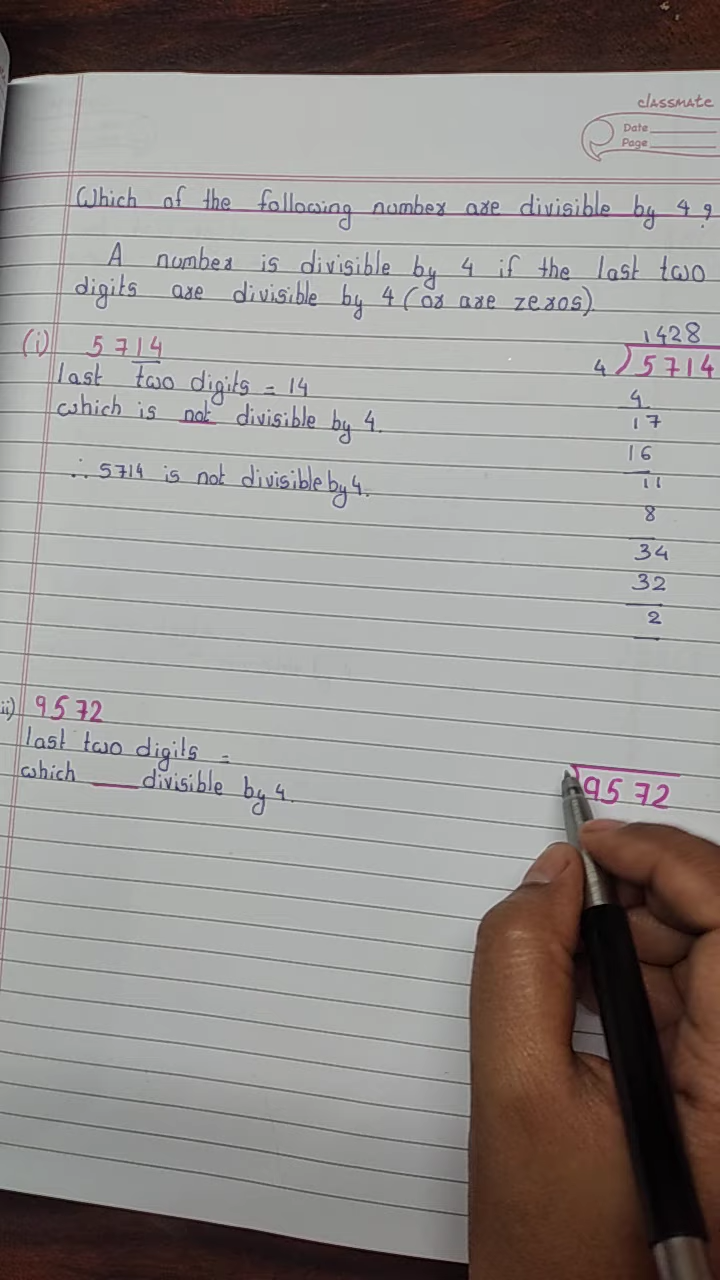 classmate
Date
Page
Which of the following number are divisible by 4?
A number is divisible by 4 if the last two
digits are divisible by 4 (or are zeros).
(i) 5714
last two digits = 14
which is not divisible by 4.
∴ 5714 is not divisible by 4.
1428
4)5714
4
17
16
11
8
34
32
2
ii) 9572
last two digits =
which ___ divisible by 4.
9572